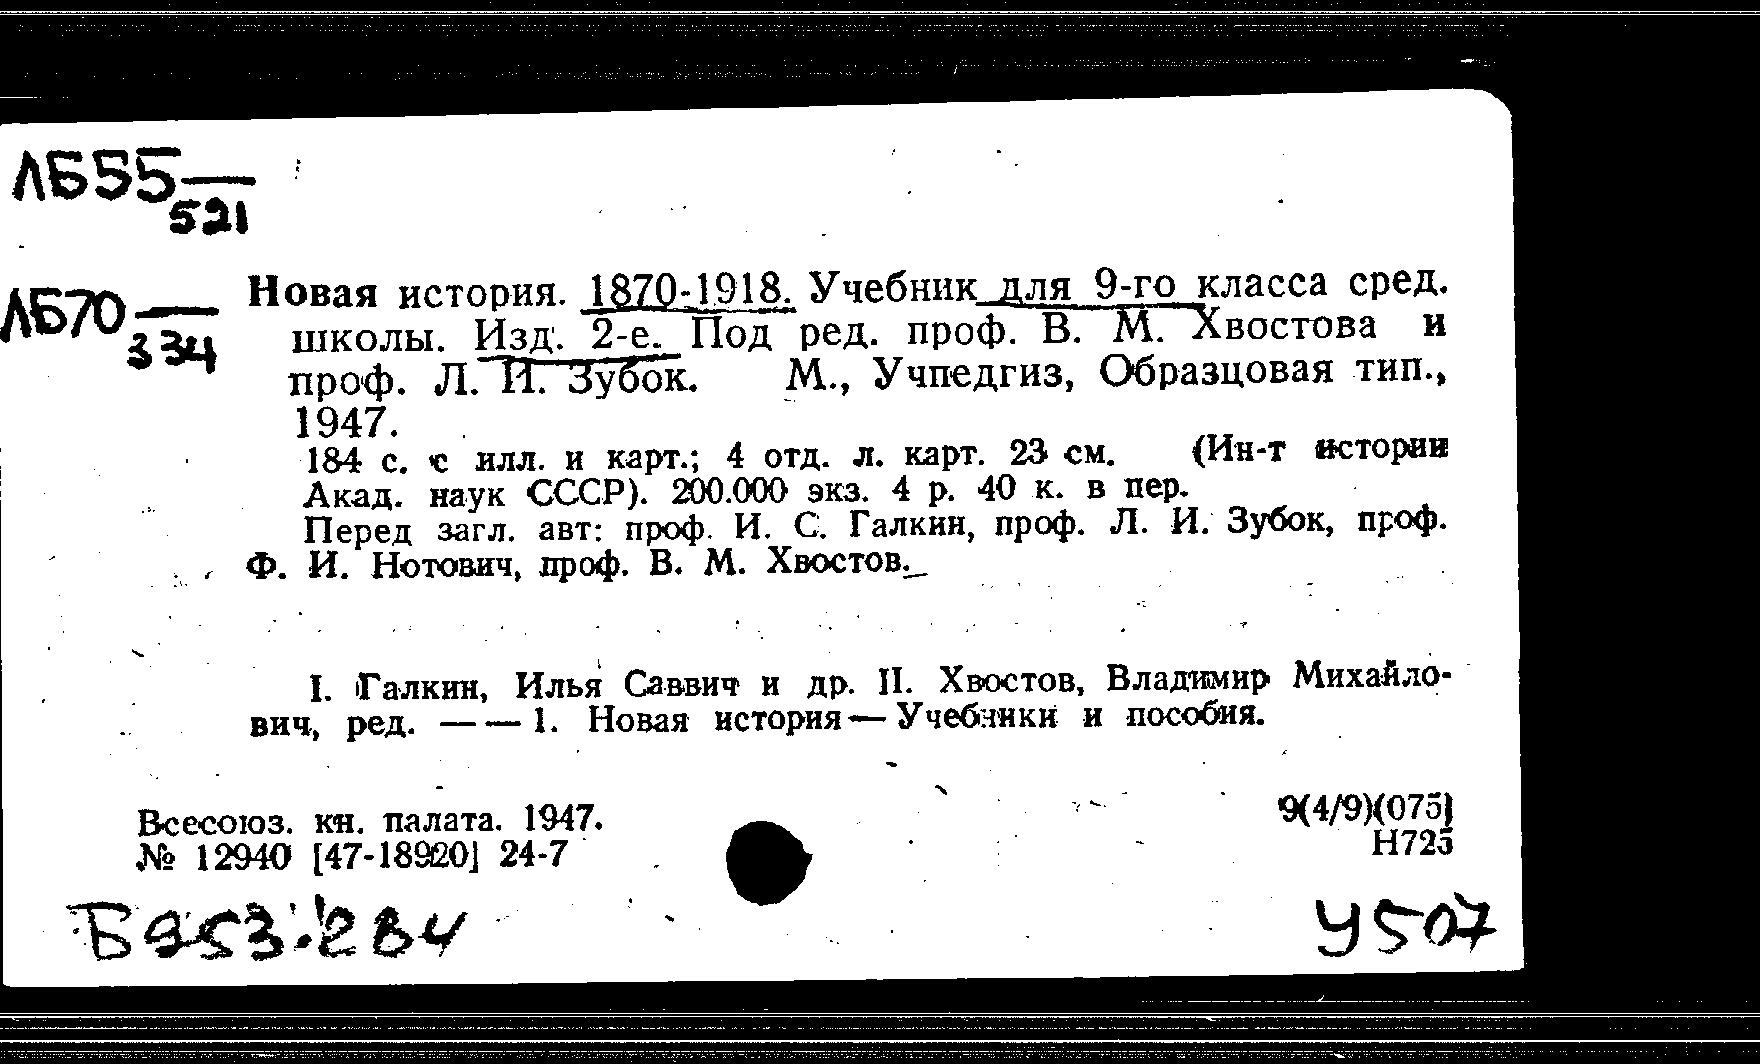 ЛБ55—
521
ЛБ70—
334
Новая история. 1870-1918. Учебник для 9-го класса сред.
школы. Изд. 2-е. Под ред. проф. В. М. Хвостова и
проф. Л. И. Зубок. М., Учпедгиз, Образцовая тип.,
1947.
184 с. с илл. и карт.; 4 отд. л. карт. 23 см. (Ин-т истории
Акад. наук СССР). 200.000 экз. 4 р. 40 к. в пер.
Перед загл. авт: проф. И. С. Галкин, проф. Л. И. Зубок, проф.
Ф. И. Нотович, проф. В. М. Хвостов.
I. Галкин, Илья Саввич и др. II. Хвостов, Владимир Михайло-
вич, ред. — — 1. Новая история — Учебники и пособия.
Всесоюз. кн. палата. 1947.
№ 12940 [47-18920] 24-7
9(4/9)(075)
Н725
У507